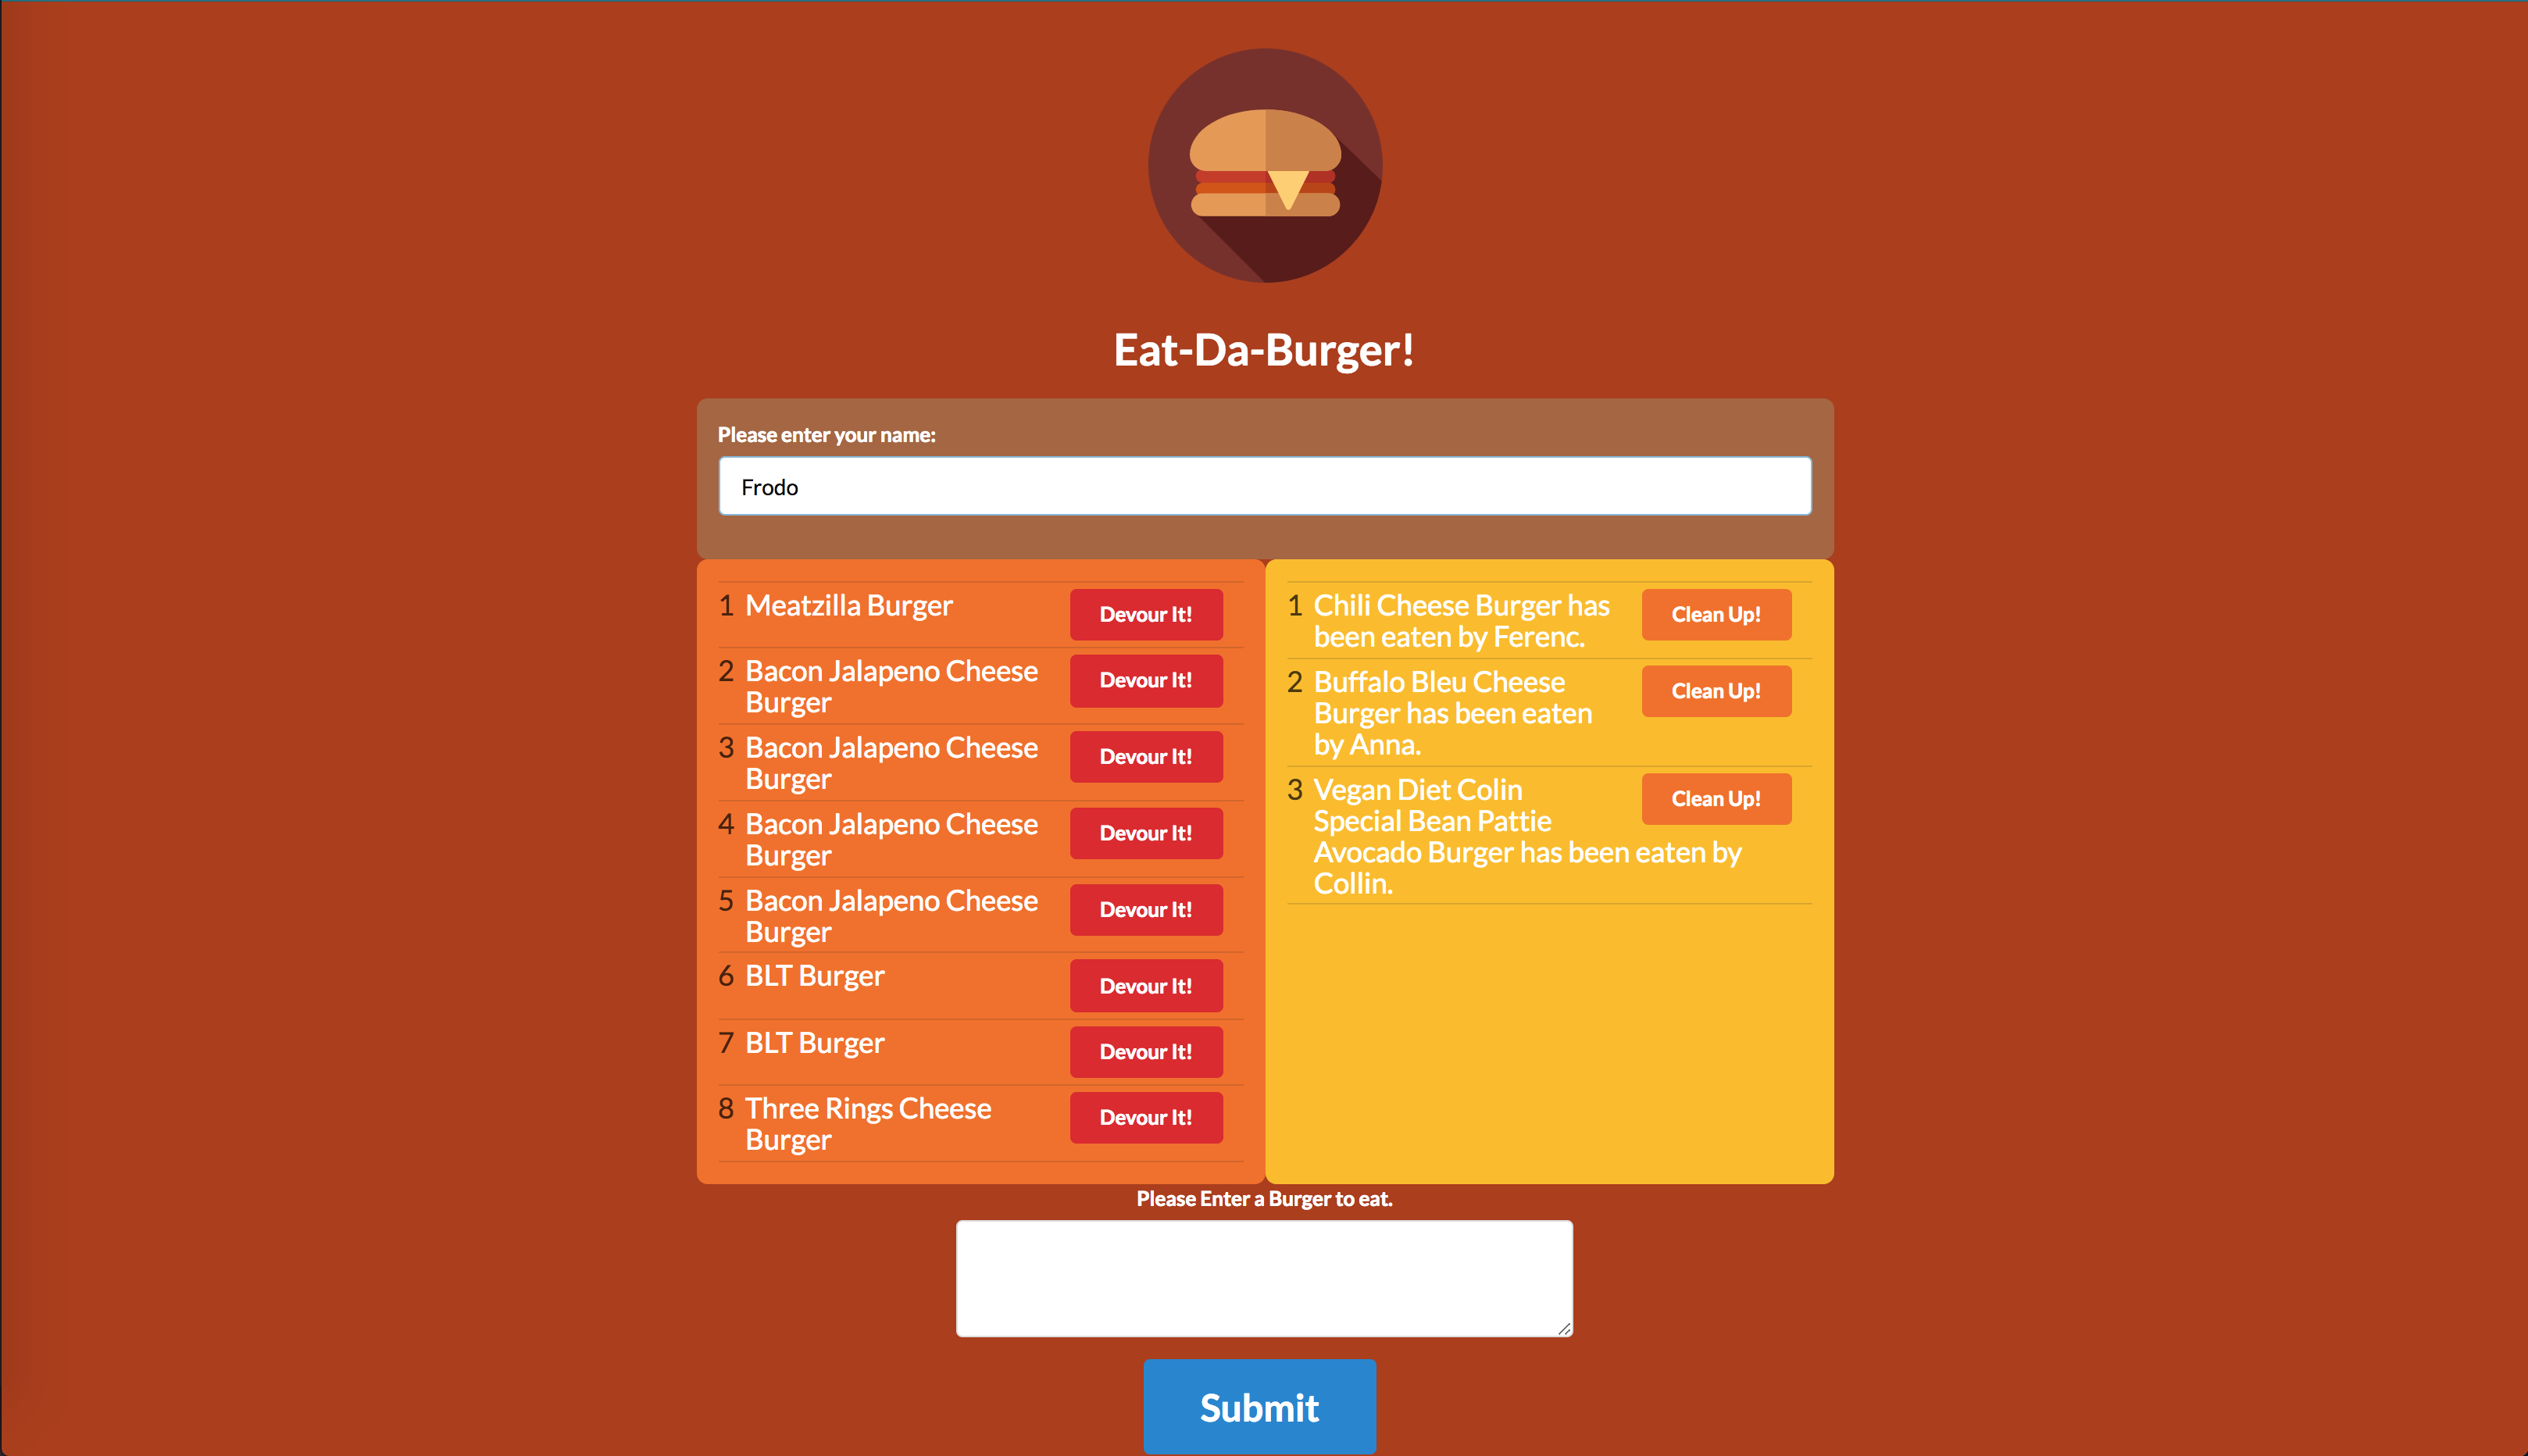 Eat-Da-Burger!
Please enter your name:
Frodo
1 Meatzilla Burger
Devour It!
2 Bacon Jalapeno Cheese
Burger
Devour It!
3 Bacon Jalapeno Cheese
Burger
Devour It!
4 Bacon Jalapeno Cheese
Burger
Devour It!
5 Bacon Jalapeno Cheese
Burger
Devour It!
6 BLT Burger
Devour It!
7 BLT Burger
Devour It!
8 Three Rings Cheese
Burger
Devour It!
1 Chili Cheese Burger has
been eaten by Ferenc.
Clean Up!
2 Buffalo Bleu Cheese
Burger has been eaten
by Anna.
Clean Up!
3 Vegan Diet Colin
Special Bean Pattie
Avocado Burger has been eaten by
Collin.
Clean Up!
Please Enter a Burger to eat.
Submit